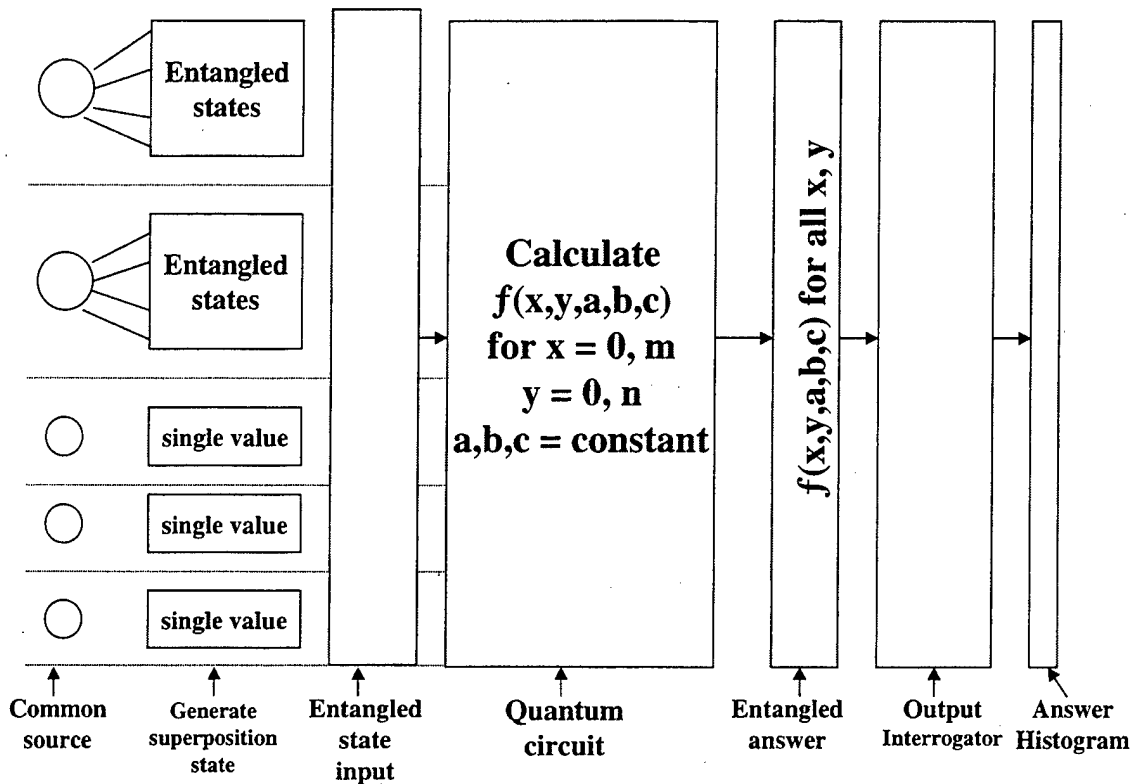 Entangled
states
Entangled
states
single value
single value
single value
Calculate
f(x,y,a,b,c)
for x = 0, m
y = 0, n
a,b,c = constant
f(x,y,a,b,c) for all x, y
Common
source
Generate
superposition
state
Entangled
state
input
Quantum
circuit
Entangled
answer
Output
Interrogator
Answer
Histogram